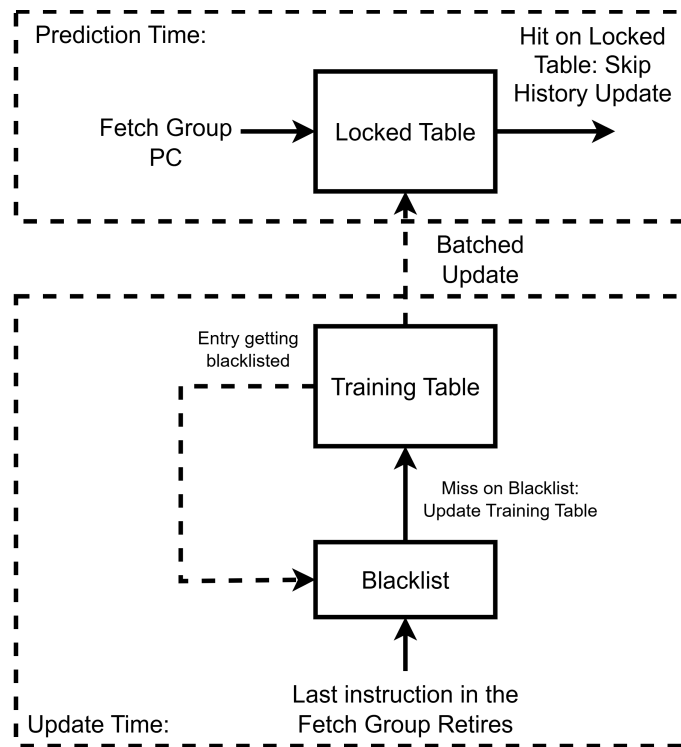 Prediction Time:
Hit on Locked
Table: Skip
History Update
Fetch Group
PC
Locked Table
Batched
Update
Entry getting
blacklisted
Training Table
Miss on Blacklist:
Update Training Table
Blacklist
Last instruction in the
Fetch Group Retires
Update Time: